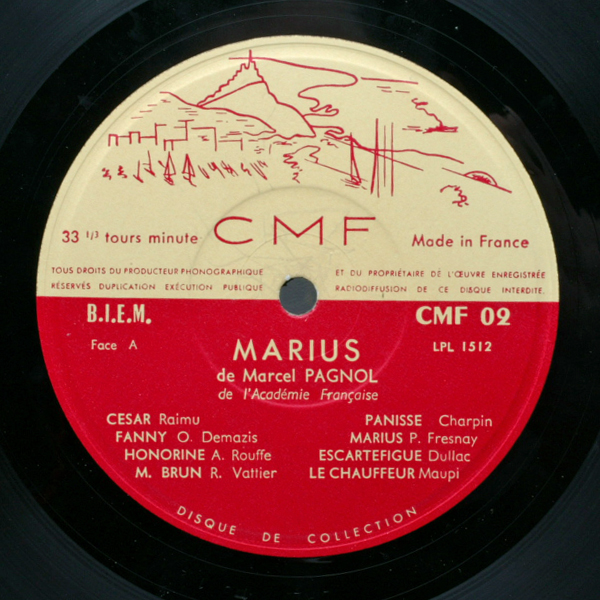 CMF
33 1/3 tours minute
Made in France
TOUS DROITS DU PRODUCTEUR PHONOGRAPHIQUE ET DU PROPRIÉTAIRE DE L'ŒUVRE ENREGISTRÉE
RÉSERVÉS DUPLICATION EXÉCUTION PUBLIQUE RADIODIFFUSION DE CE DISQUE INTERDITE.
B.I.E.M.
CMF 02
Face A
LPL 1512
MARIUS
de Marcel PAGNOL
de l'Académie Française
CESAR Raimu
PANISSE Charpin
FANNY O. Demazis
MARIUS P. Fresnay
HONORINE A. Rouffe
ESCARTEFIGUE Dullac
M. BRUN R. Vattier
LE CHAUFFEUR Maupi
DISQUE DE COLLECTION